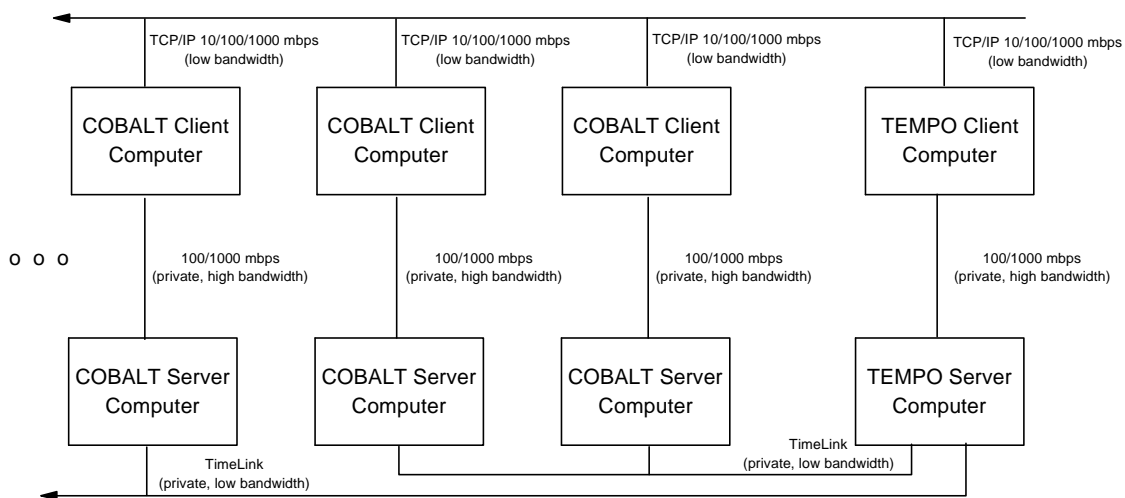 TCP/IP 10/100/1000 mbps
(low bandwidth)
TCP/IP 10/100/1000 mbps
(low bandwidth)
TCP/IP 10/100/1000 mbps
(low bandwidth)
TCP/IP 10/100/1000 mbps
(low bandwidth)
COBALT Client
Computer
COBALT Client
Computer
COBALT Client
Computer
TEMPO Client
Computer
o o o
100/1000 mbps
(private, high bandwidth)
100/1000 mbps
(private, high bandwidth)
100/1000 mbps
(private, high bandwidth)
100/1000 mbps
(private, high bandwidth)
COBALT Server
Computer
COBALT Server
Computer
COBALT Server
Computer
TEMPO Server
Computer
TimeLink
(private, low bandwidth)
TimeLink
(private, low bandwidth)